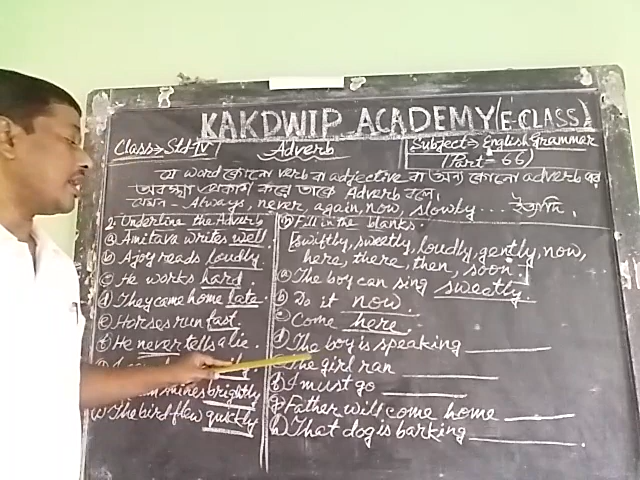 KAKDWIP ACADEMY (E-CLASS)
Class→ Std-IV
Adverb
Subject→ English Grammar
(Part - 66)
যে word কোনো verb বা adjective বা অন্য কোনো adverb এর
অবস্থা প্রকাশ করে তাকে Adverb বলে।
যেমন - Always, never, again, now, slowly .... ইত্যাদি।
2. Underline the Adverb
ⓐ Amitava writes well.
ⓑ Ajoy reads loudly.
ⓒ He works hard.
ⓓ They come home late.
ⓔ Horses run fast.
ⓕ He never tells a lie.
shines brightly
The bird flew quickly
Fill in the blanks.
[swiftly, sweetly, loudly, gently, now,
here, there, then, soon.]
ⓐ The boy can sing sweetly.
ⓑ Do it now.
ⓒ Come here.
ⓓ The boy is speaking
The girl ran
I must go
ⓖ Father will come home
ⓗ That dog is barking